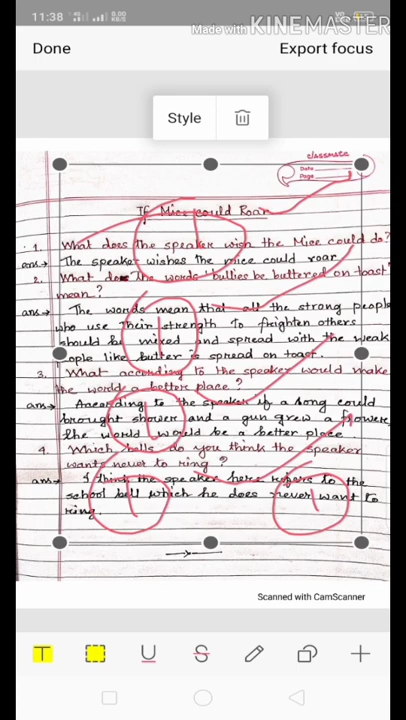 11:38
Made with KINEMASTER
Done
Export focus
Style
classmate
Date
Page
If Mice could Roar
1. What does the speaker wish the Mice could do?
ans→ The speaker wishes the mice could roar
2. What does The words "bullies be buttered on toast"
mean?
ans→ The words mean that all the strong people
who use their strength To frighten others
should be mixed and spread with the weak
people like butter is spread on toast.
3. What according to the speaker would make
the world a better place?
ans→ According to the speaker if a song could
brought shower and a gun grew a flower
the world would be a better place
4. Which bells do you think the speaker
wants never to ring?
ans→ I think the speaker here refers to the
school bell which he does never want to
ring.
Scanned with CamScanner
T
U
S